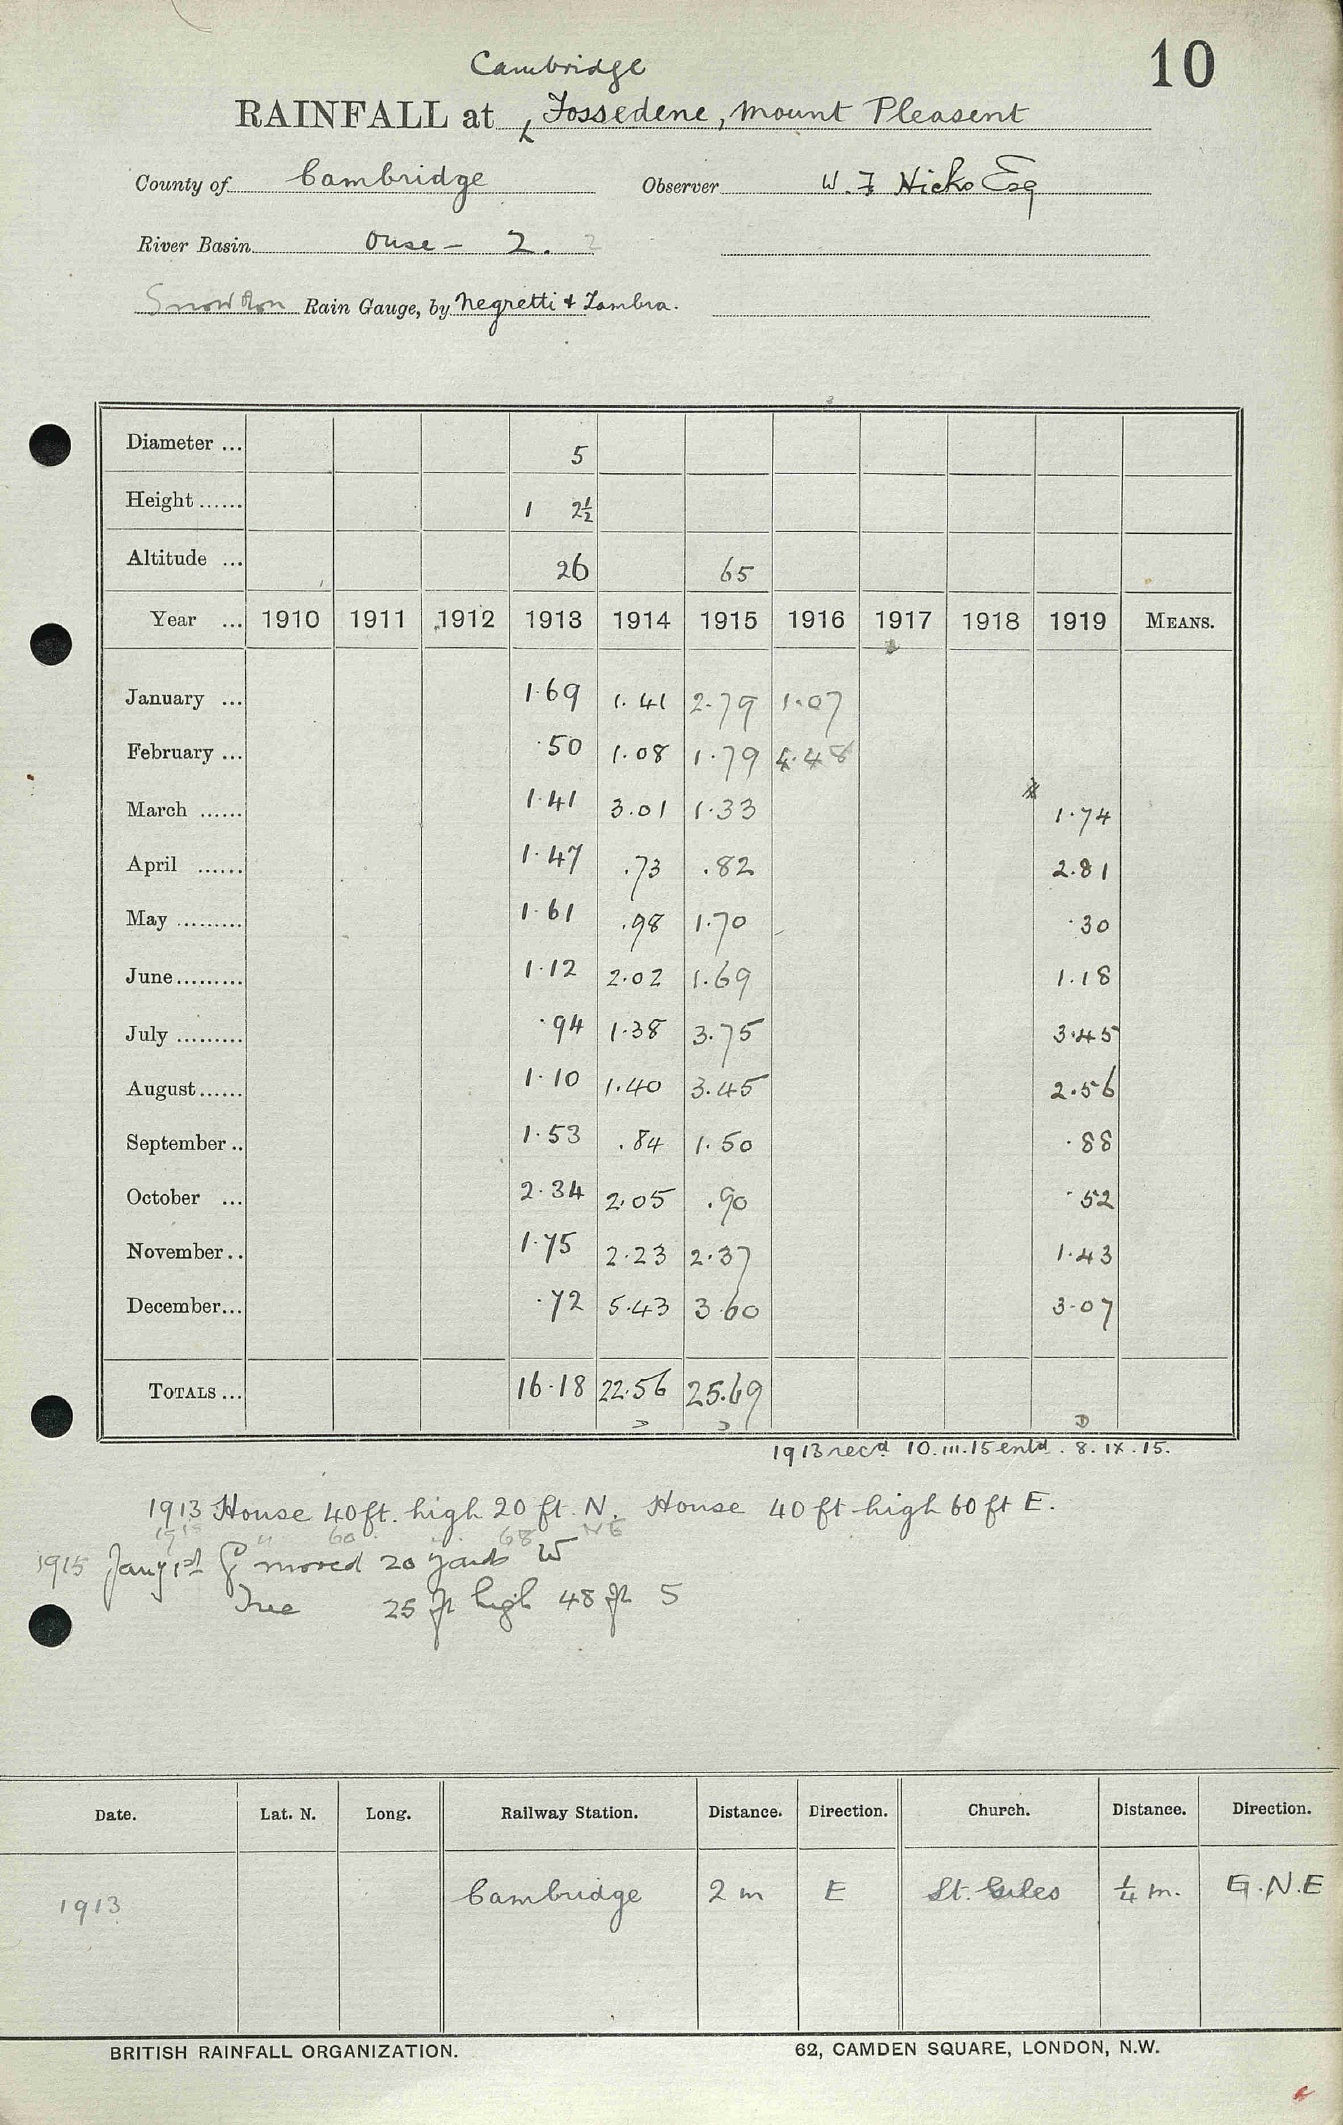 10
Cambridge
RAINFALL at Fossedene, Mount Pleasent
County of Cambridge Observer W. F Hicks Esq
River Basin Ouse - 2. 2
Snowdon Rain Gauge, by Negretti & Zambra.
Diameter ... 5
Height ...... 1 2½
Altitude ... 26 65
Year ... 1910 1911 1912 1913 1914 1915 1916 1917 1918 1919 MEANS.
January ... 1.69 1.41 2.79 1.07
February ... .50 1.08 1.79 4.48
March ...... 1.41 3.01 1.33 1.74
April ...... 1.47 .73 .82 2.81
May ......... 1.61 .98 1.70 .30
June......... 1.12 2.02 1.69 1.18
July ......... .94 1.38 3.75 3.45
August...... 1.10 1.40 3.45 2.56
September .. 1.53 .84 1.50 .88
October ... 2.34 2.05 .90 .52
November .. 1.75 2.23 2.37 1.43
December... .72 5.43 3.60 3.07
TOTALS ... 16.18 22.56 25.69
D D D
1913 recd 10.III.15 entd. 8.IX.15.
1913 House 40 ft. high 20 ft. N. House 40 ft high 60 ft E.
" 60 " 68 NE
1915 Jany 1st G moved 20 yards W
Tree 25 ft high 48 ft S
Date. Lat. N. Long. Railway Station. Distance. Direction. Church. Distance. Direction.
1913 Cambridge 2 m E St. Giles ¼ m. E.N.E
BRITISH RAINFALL ORGANIZATION. 62, CAMDEN SQUARE, LONDON, N.W.